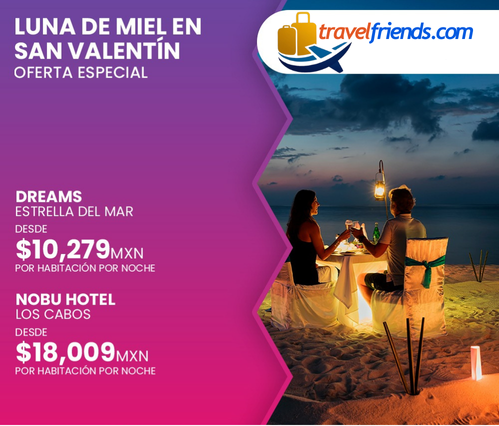 LUNA DE MIEL EN
SAN VALENTÍN
OFERTA ESPECIAL
travelfriends.com
DREAMS
ESTRELLA DEL MAR
DESDE
$10,279MXN
POR HABITACIÓN POR NOCHE
NOBU HOTEL
LOS CABOS
DESDE
$18,009MXN
POR HABITACIÓN POR NOCHE